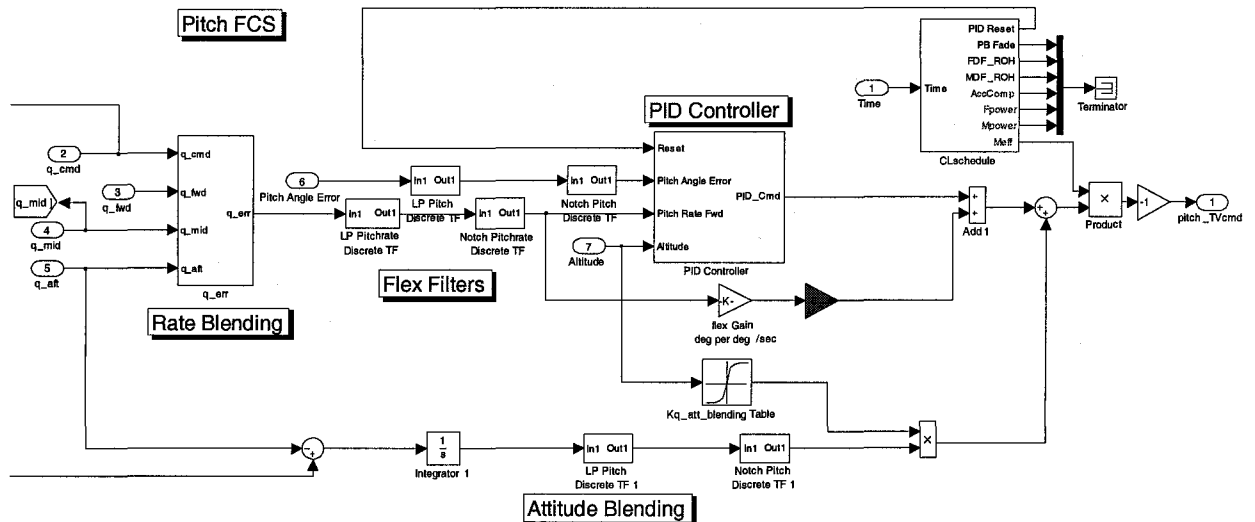 Pitch FCS
PID Reset
PB Fade
FDF_ROH
MDF_ROH
AccComp
Fpower
Mpower
Meff
Time
CLschedule
1
Time
Terminator
PID Controller
Reset
Pitch Angle Error
Pitch Rate Fwd
Altitude
PID_Cmd
PID Controller
2
q_cmd
3
q_fwd
q_mid
4
q_mid
5
q_aft
q_cmd
q_fwd
q_mid
q_aft
q_err
q_err
Rate Blending
6
Pitch Angle Error
In1 Out1
LP Pitch
Discrete TF
In1 Out1
Notch Pitch
Discrete TF
In1 Out1
LP Pitchrate
Discrete TF
In1 Out1
Notch Pitchrate
Discrete TF
7
Altitude
Flex Filters
-K-
flex Gain
deg per deg /sec
+
+
Add 1
+
+
×
Product
-1
1
pitch_TVcmd
Kq_att_blending Table
×
-
+
1
s
Integrator 1
In1 Out1
LP Pitch
Discrete TF 1
In1 Out1
Notch Pitch
Discrete TF 1
Attitude Blending